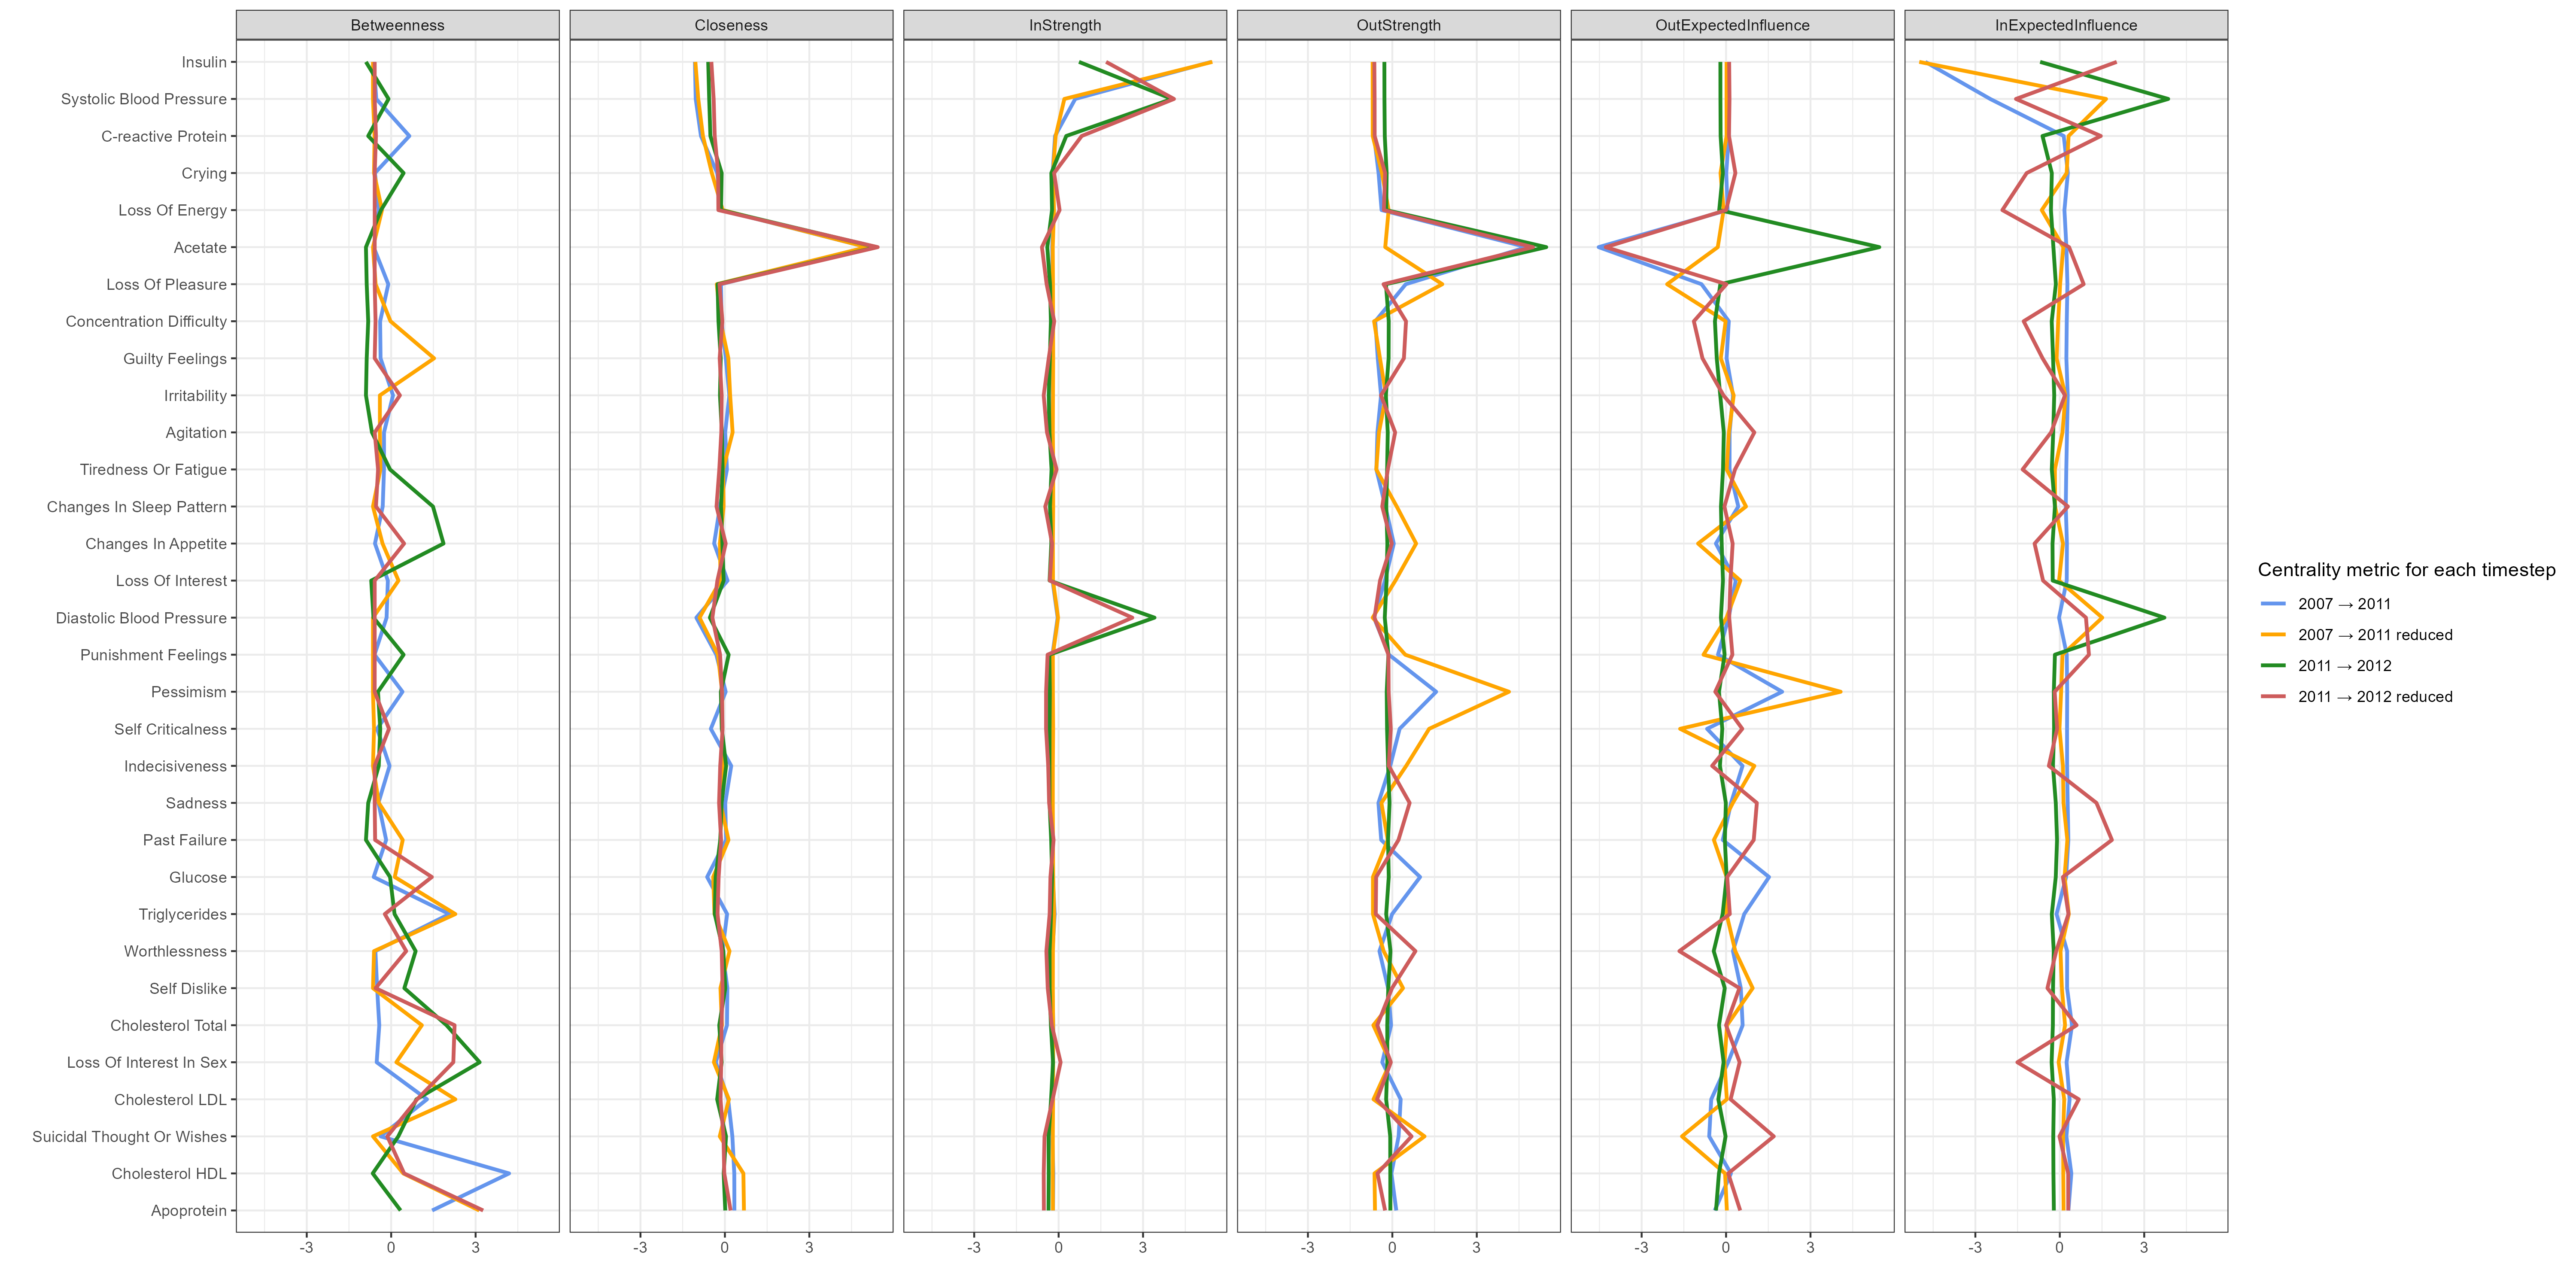 Betweenness Closeness InStrength OutStrength OutExpectedInfluence InExpectedInfluence
Insulin
Systolic Blood Pressure
C-reactive Protein
Crying
Loss Of Energy
Acetate
Loss Of Pleasure
Concentration Difficulty
Guilty Feelings
Irritability
Agitation
Tiredness Or Fatigue
Changes In Sleep Pattern
Changes In Appetite
Loss Of Interest
Diastolic Blood Pressure
Punishment Feelings
Pessimism
Self Criticalness
Indecisiveness
Sadness
Past Failure
Glucose
Triglycerides
Worthlessness
Self Dislike
Cholesterol Total
Loss Of Interest In Sex
Cholesterol LDL
Suicidal Thought Or Wishes
Cholesterol HDL
Apoprotein
-3 0 3 -3 0 3 -3 0 3 -3 0 3 -3 0 3 -3 0 3
Centrality metric for each timestep
2007 → 2011
2007 → 2011 reduced
2011 → 2012
2011 → 2012 reduced